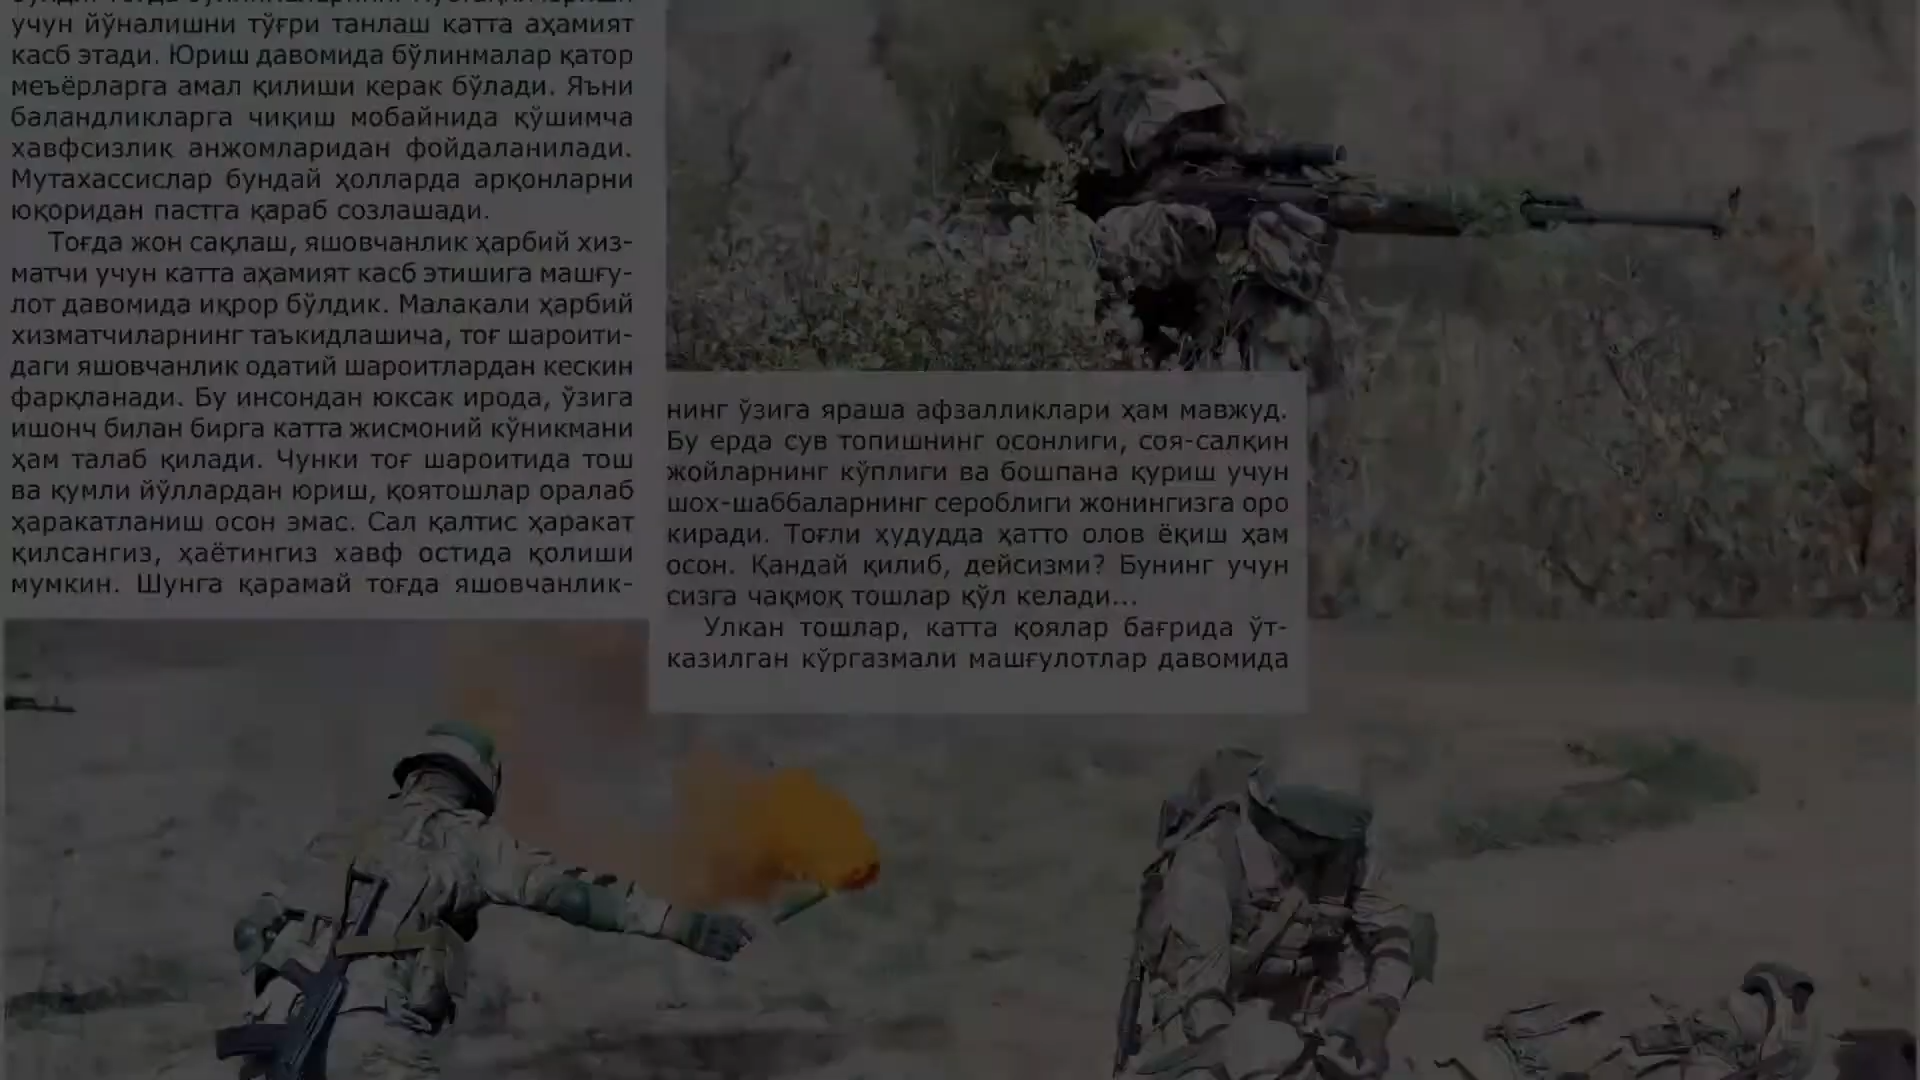 учун йўналишни тўғри танлаш катта аҳамият
касб этади. Юриш давомида бўлинмалар қатор
меъёрларга амал қилиши керак бўлади. Яъни
баландликларга чиқиш мобайнида қўшимча
хавфсизлик анжомларидан фойдаланилади.
Мутахассислар бундай ҳолларда арқонларни
юқоридан пастга қараб созлашади.
Тоғда жон сақлаш, яшовчанлик ҳарбий хиз-
матчи учун катта аҳамият касб этишига машғу-
лот давомида иқрор бўлдик. Малакали ҳарбий
хизматчиларнинг таъкидлашича, тоғ шароити-
даги яшовчанлик одатий шароитлардан кескин
фарқланади. Бу инсондан юксак ирода, ўзига
ишонч билан бирга катта жисмоний кўникмани
ҳам талаб қилади. Чунки тоғ шароитида тош
ва қумли йўллардан юриш, қоятошлар оралаб
ҳаракатланиш осон эмас. Сал қалтис ҳаракат
қилсангиз, ҳаётингиз хавф остида қолиши
мумкин. Шунга қарамай тоғда яшовчанлик-
нинг ўзига яраша афзалликлари ҳам мавжуд.
Бу ерда сув топишнинг осонлиги, соя-салқин
жойларнинг кўплиги ва бошпана қуриш учун
шох-шаббаларнинг сероблиги жонингизга оро
киради. Тоғли ҳудудда ҳатто олов ёқиш ҳам
осон. Қандай қилиб, дейсизми? Бунинг учун
сизга чақмоқ тошлар қўл келади...
Улкан тошлар, катта қоялар бағрида ўт-
казилган кўргазмали машғулотлар давомида